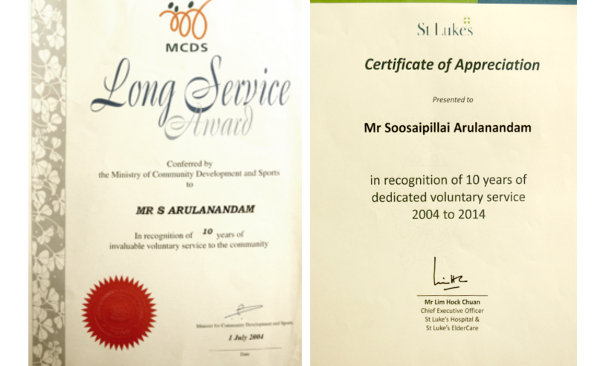 MCDS
Long Service
Award
Conferred by
the Ministry of Community Development and Sports
to
MR S ARULANANDAM
In recognition of 10 years of
invaluable voluntary service to the community
Minister for Community Development and Sports
1 July 2004
Date
St Luke's
Certificate of Appreciation
Presented to
Mr Soosaipillai Arulanandam
in recognition of 10 years of
dedicated voluntary service
2004 to 2014
Mr Lim Hock Chuan
Chief Executive Officer
St Luke's Hospital &
St Luke's ElderCare